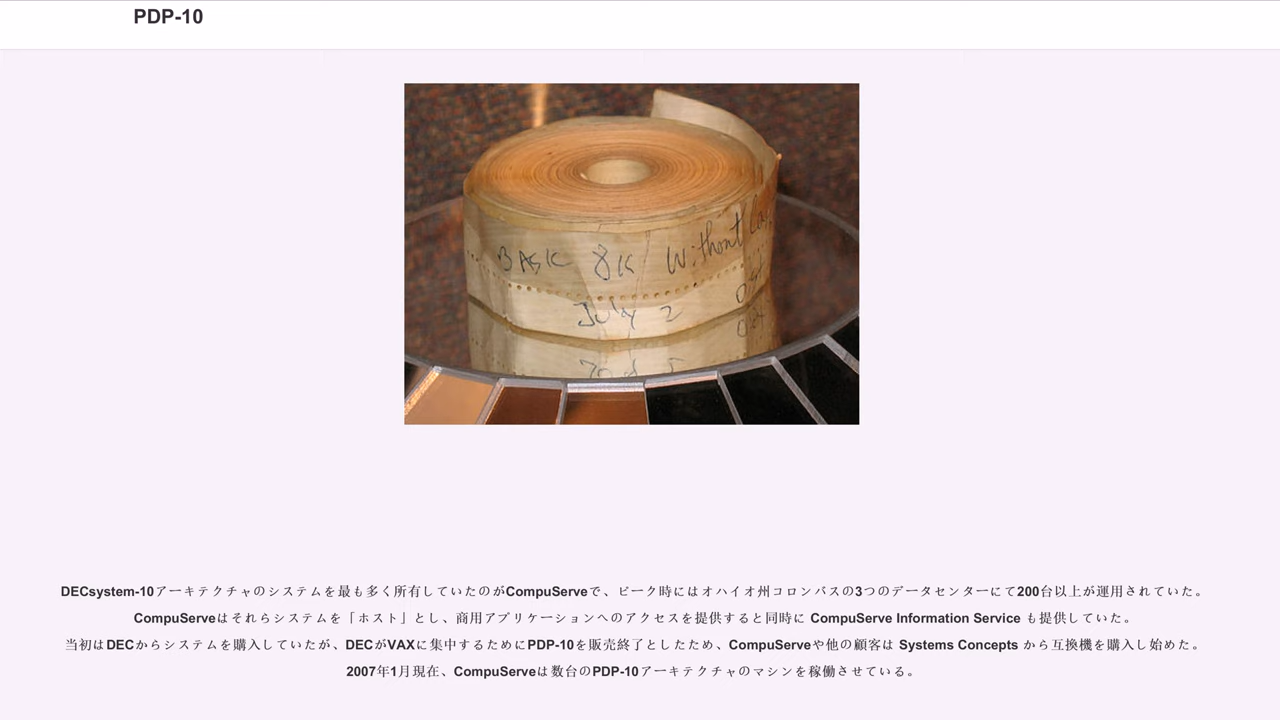 PDP-10
BASIC 8K Without
July 2
DECsystem-10アーキテクチャのシステムを最も多く所有していたのがCompuServeで、ピーク時にはオハイオ州コロンバスの3つのデータセンターにて200台以上が運用されていた。
CompuServeはそれらシステムを「ホスト」とし、商用アプリケーションへのアクセスを提供すると同時に CompuServe Information Service も提供していた。
当初はDECからシステムを購入していたが、DECがVAXに集中するためにPDP-10を販売終了としたため、CompuServeや他の顧客は Systems Concepts から互換機を購入し始めた。
2007年1月現在、CompuServeは数台のPDP-10アーキテクチャのマシンを稼働させている。